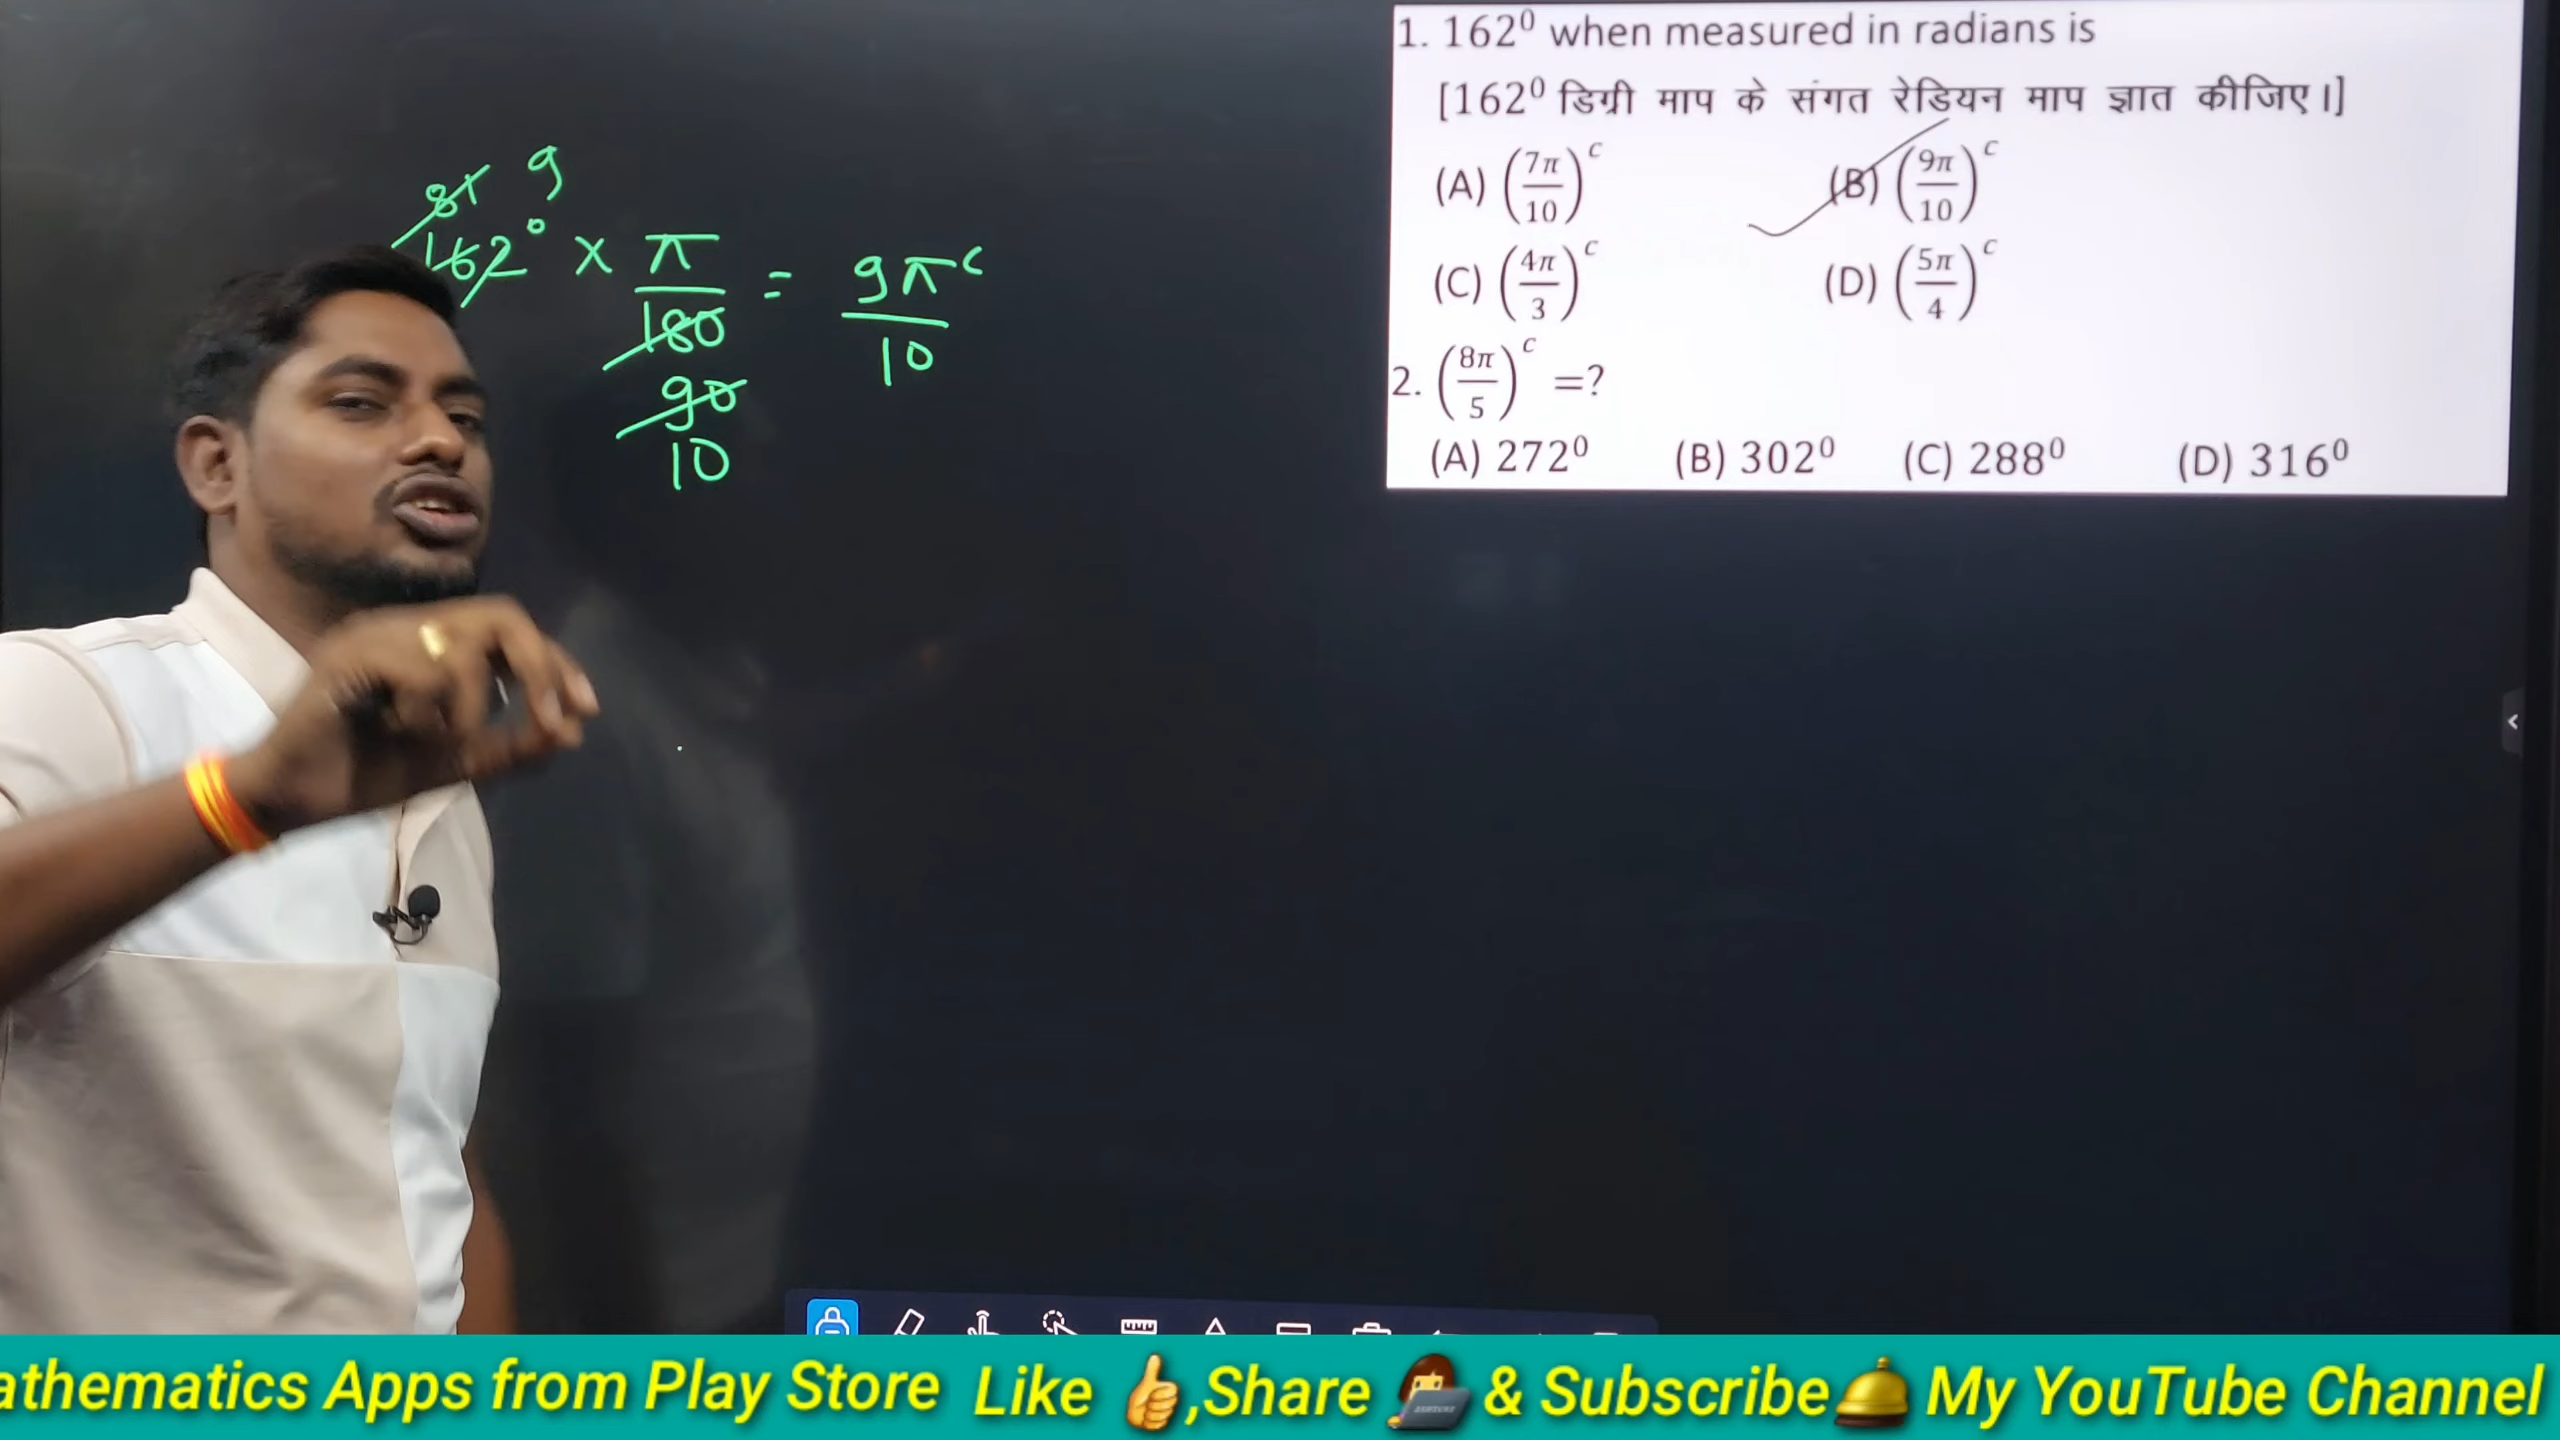 1. 162⁰ when measured in radians is
[162⁰ डिग्री माप के संगत रेडियन माप ज्ञात कीजिए।]
(A) (7π/10)ᶜ (B) (9π/10)ᶜ
(C) (4π/3)ᶜ (D) (5π/4)ᶜ
2. (8π/5)ᶜ =?
(A) 272⁰ (B) 302⁰ (C) 288⁰ (D) 316⁰
81 9
162° × π/180 = 9πᶜ/10
90
10
athematics Apps from Play Store Like 👍,Share & Subscribe🔔 My YouTube Channel